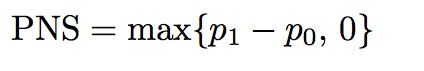 PNS = max{p₁ − p₀, 0}